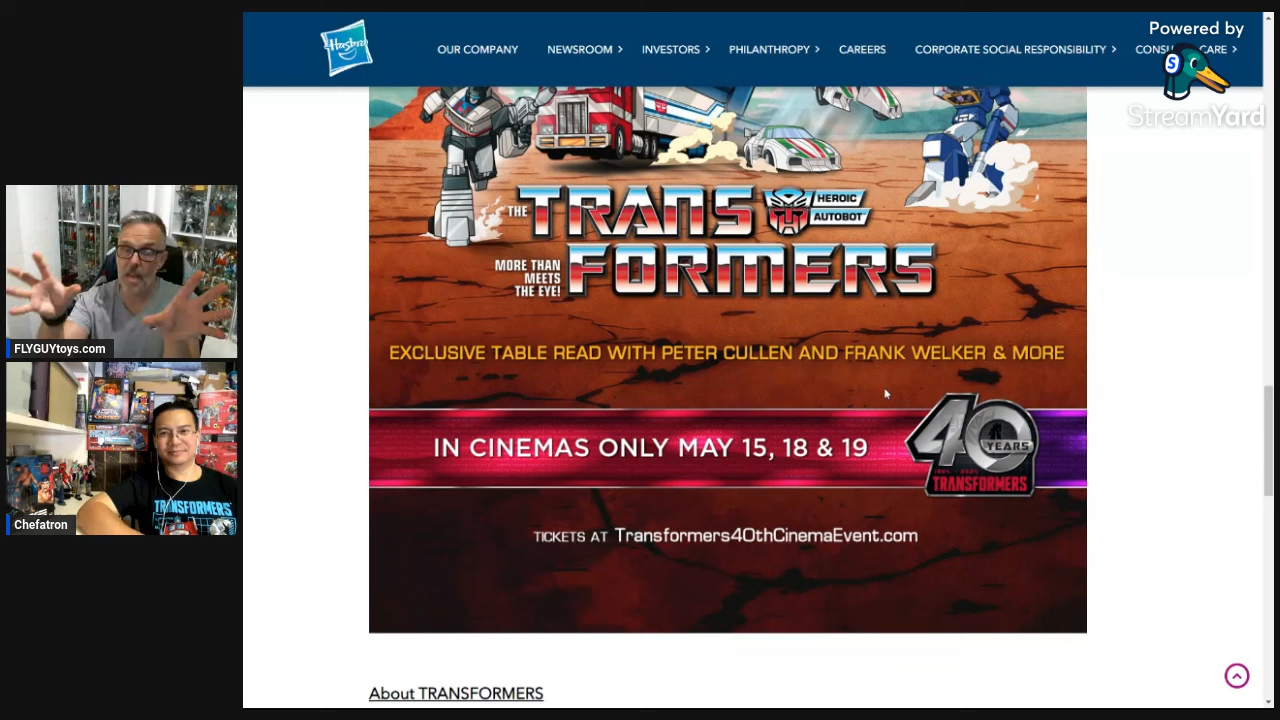 Hasbro
OUR COMPANY
NEWSROOM
INVESTORS
PHILANTHROPY
CAREERS
CORPORATE SOCIAL RESPONSIBILITY
CARE
Powered by
S
StreamYard
THE
TRANS
HEROIC
AUTOBOT
MORE THAN
MEETS
THE EYE!
FORMERS
EXCLUSIVE TABLE READ WITH PETER CULLEN AND FRANK WELKER & MORE
IN CINEMAS ONLY MAY 15, 18 & 19
40
YEARS
TRANSFORMERS
TICKETS AT Transformers40thCinemaEvent.com
About TRANSFORMERS
FLYGUYtoys.com
TRANSFORMERS
Chefatron